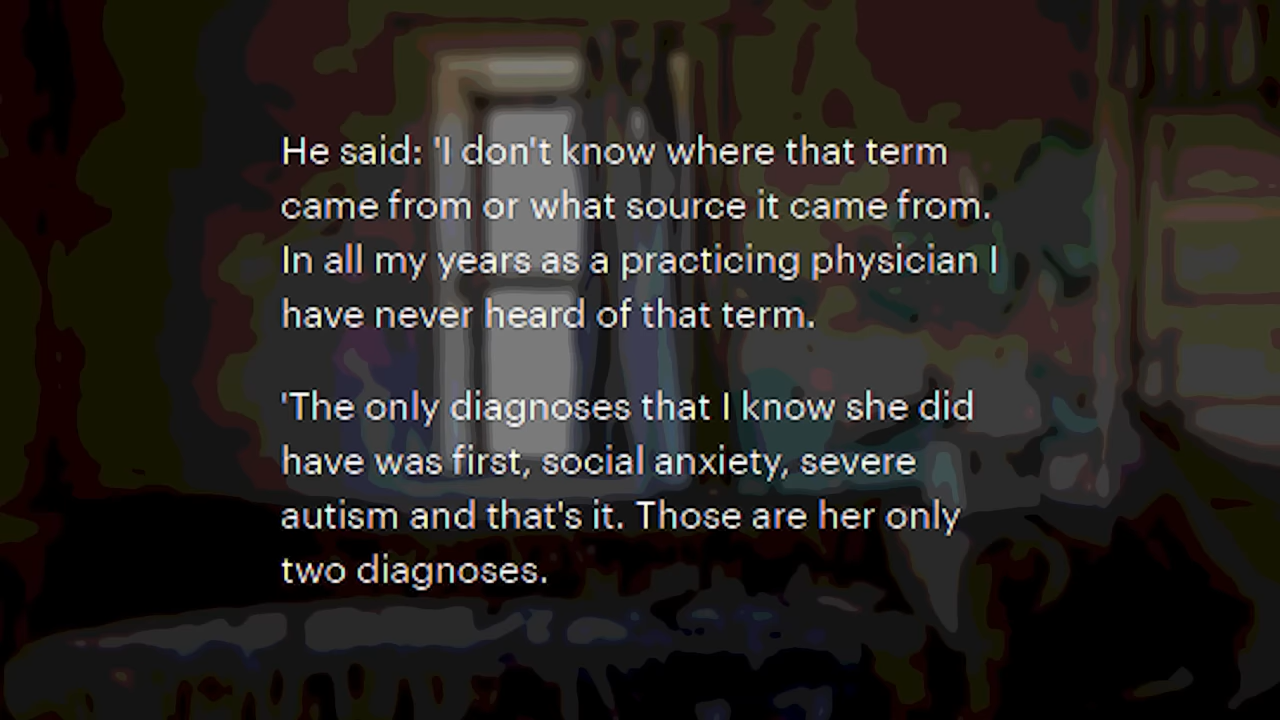 He said: 'I don't know where that term
came from or what source it came from.
In all my years as a practicing physician I
have never heard of that term.
'The only diagnoses that I know she did
have was first, social anxiety, severe
autism and that's it. Those are her only
two diagnoses.